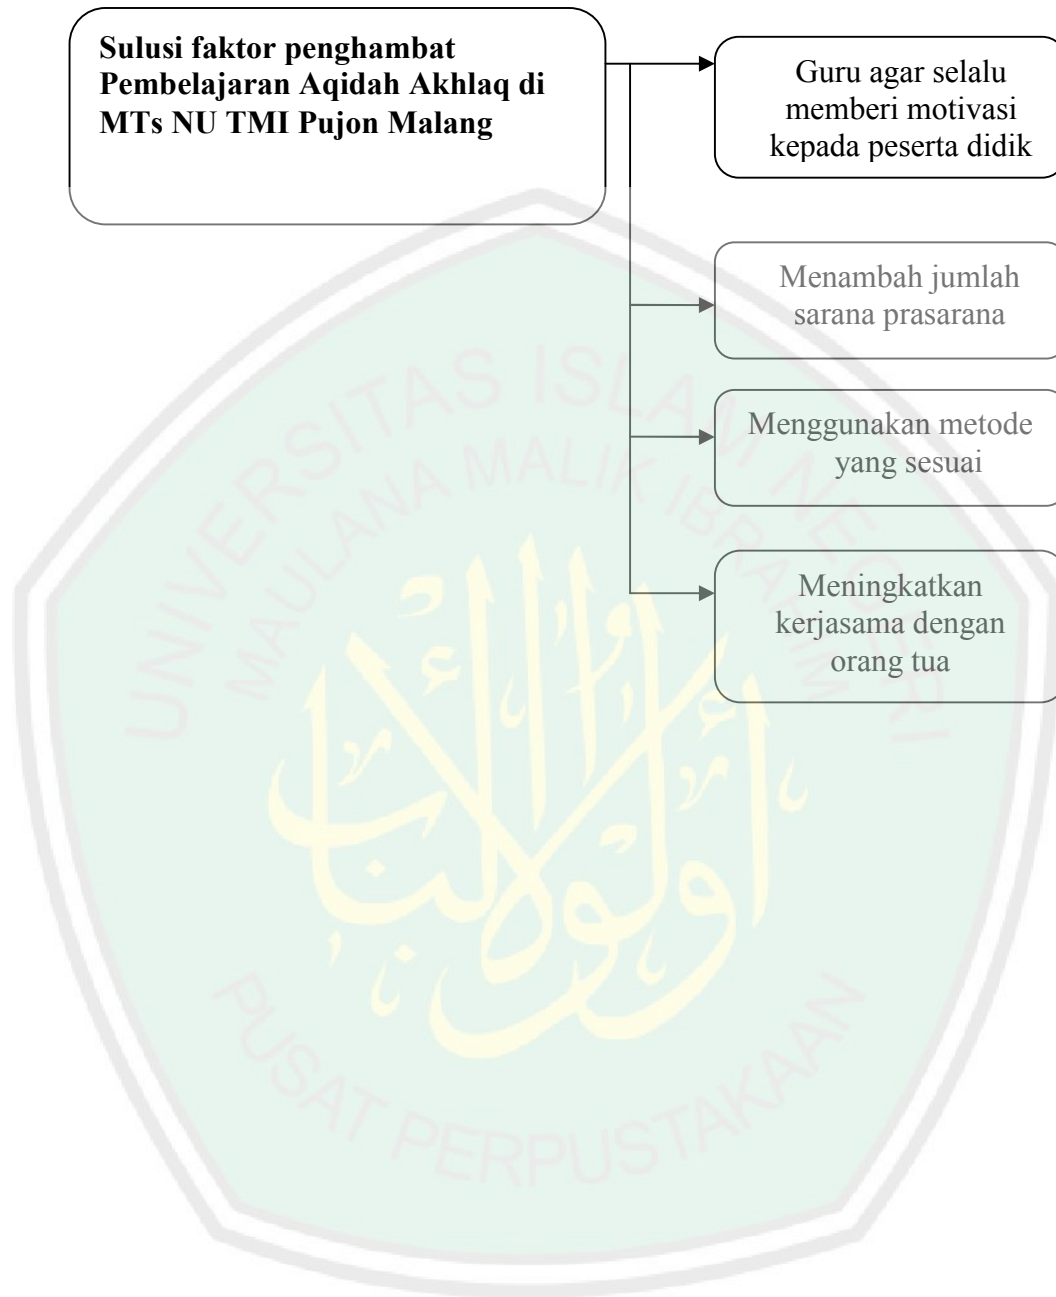 Sulusi faktor penghambat
Pembelajaran Aqidah Akhlaq di
MTs NU TMI Pujon Malang
Guru agar selalu
memberi motivasi
kepada peserta didik
Menambah jumlah
sarana prasarana
Menggunakan metode
yang sesuai
Meningkatkan
kerjasama dengan
orang tua
UNIVERSITAS ISLAM NEGERI
MAULANA MALIK IBRAHIM
أولوا الألباب
PUSAT PERPUSTAKAAN